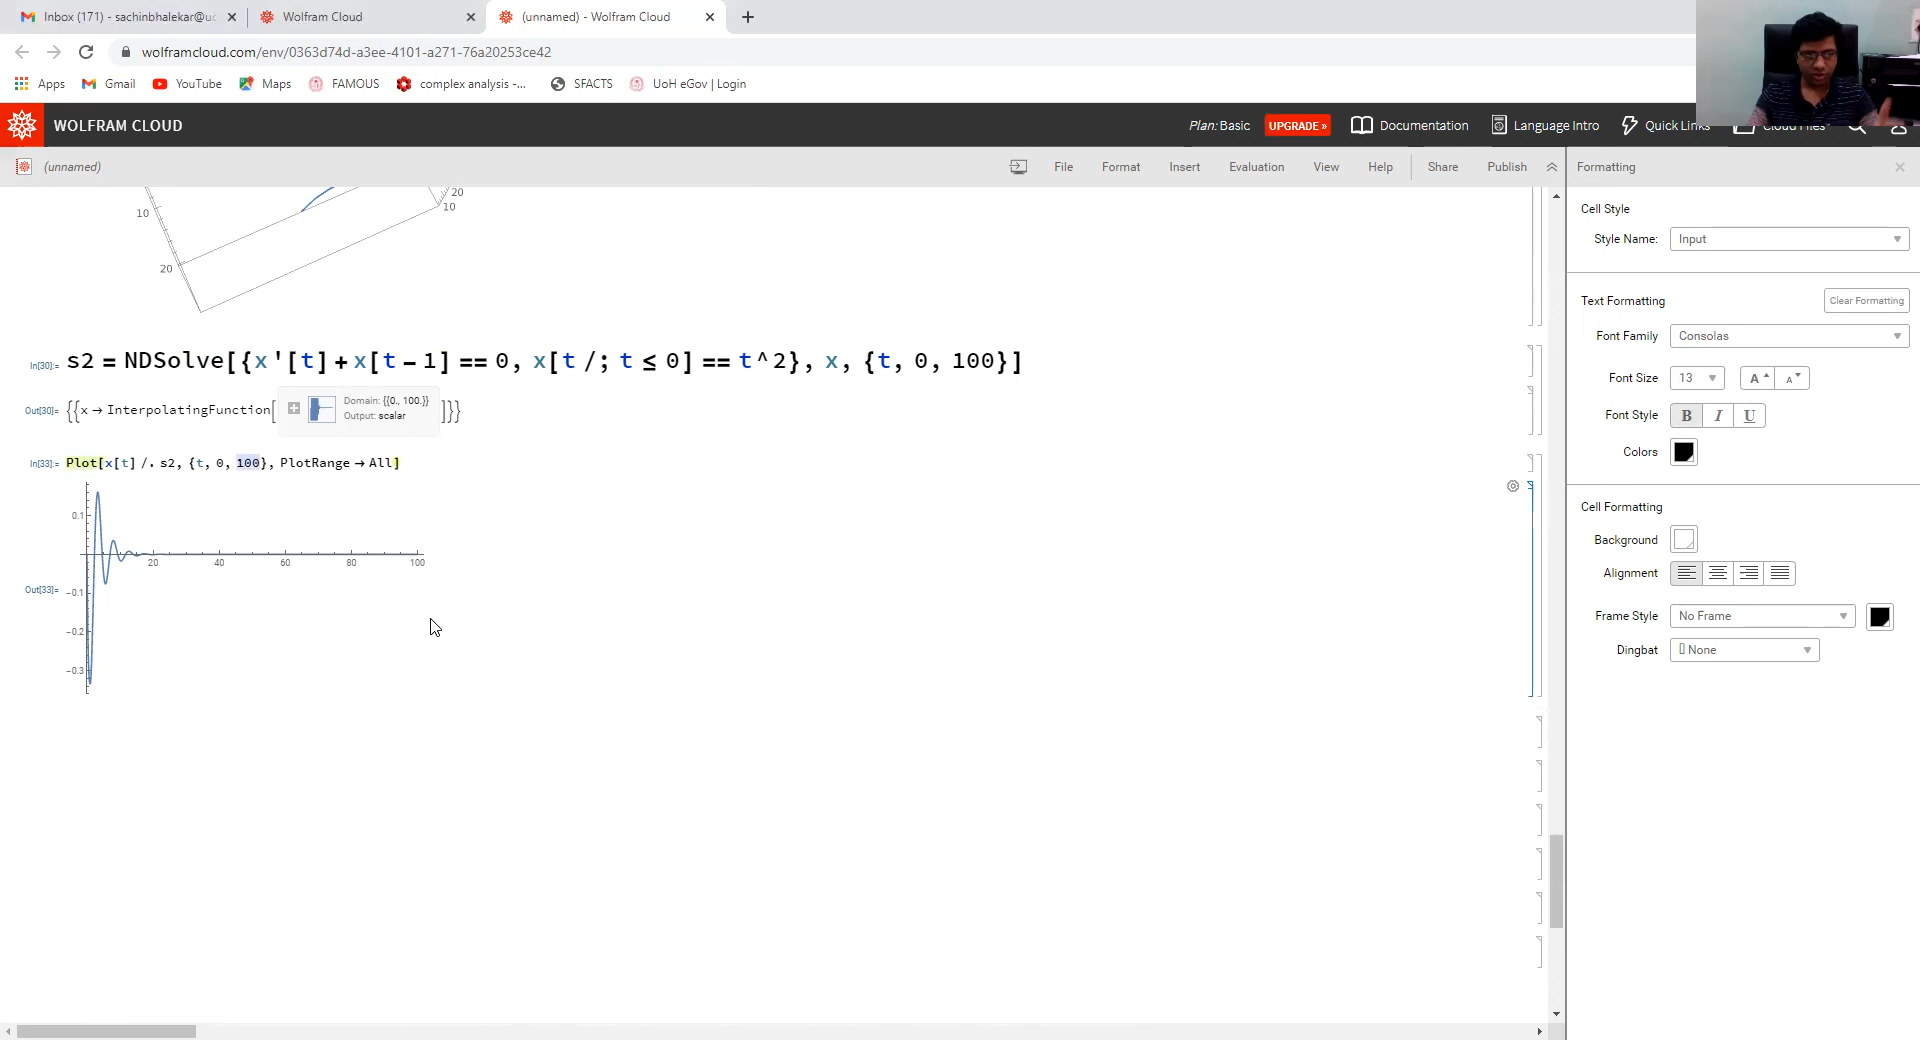 Inbox (171) - sachinbhalekar@u
Wolfram Cloud
(unnamed) - Wolfram Cloud
wolframcloud.com/env/0363d74d-a3ee-4101-a271-76a20253ce42
Apps Gmail YouTube Maps FAMOUS complex analysis -... SFACTS UoH eGov | Login
WOLFRAM CLOUD
Plan: Basic UPGRADE » Documentation Language Intro Quick Links Cloud Files
(unnamed)
File Format Insert Evaluation View Help Share Publish
Formatting
20
10
10
20
In[30]:= s2 = NDSolve[{x'[t] + x[t - 1] == 0, x[t /; t ≤ 0] == t^2}, x, {t, 0, 100}]
Out[30]= {{x → InterpolatingFunction[ Domain: {{0., 100.}} ]}}
Output: scalar
In[33]:= Plot[x[t] /. s2, {t, 0, 100}, PlotRange → All]
Out[33]=
0.1
-0.1
-0.2
-0.3
20 40 60 80 100
Cell Style
Style Name: Input
Text Formatting Clear Formatting
Font Family Consolas
Font Size 13 A A
Font Style B I U
Colors
Cell Formatting
Background
Alignment
Frame Style No Frame
Dingbat None